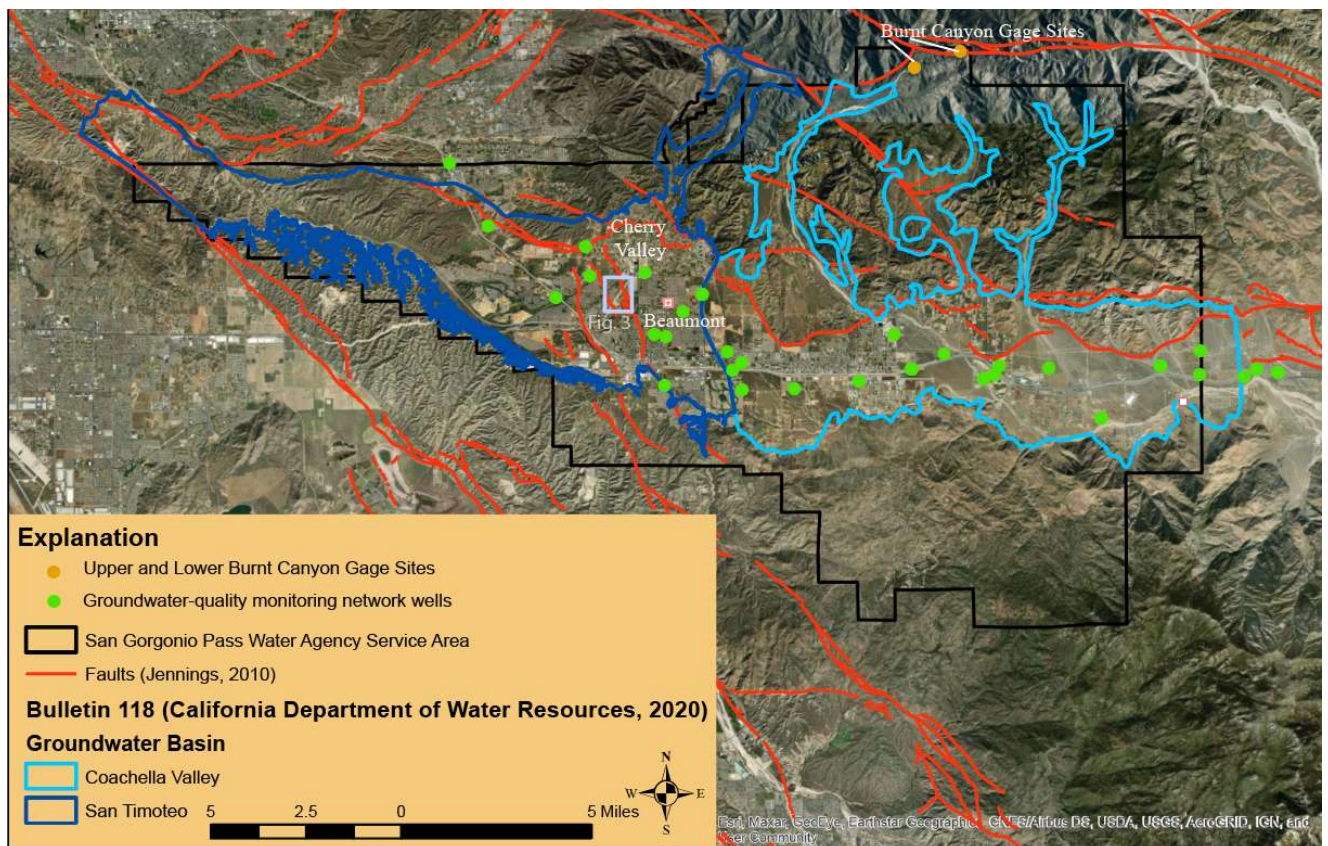 Burnt Canyon Gage Sites
Cherry
Valley
Fig. 3
Beaumont
Explanation
Upper and Lower Burnt Canyon Gage Sites
Groundwater-quality monitoring network wells
San Gorgonio Pass Water Agency Service Area
Faults (Jennings, 2010)
Bulletin 118 (California Department of Water Resources, 2020)
Groundwater Basin
Coachella Valley
San Timoteo
N
W E
S
5 2.5 0 5 Miles
Esri, Maxar, GeoEye, Earthstar Geographics, CNES/Airbus DS, USDA, USGS, AeroGRID, IGN, and
User Community